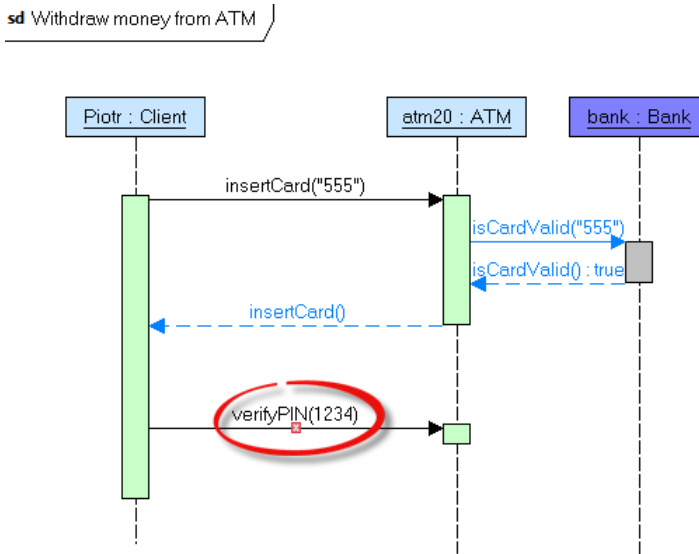 sd Withdraw money from ATM
Piotr : Client
atm20 : ATM
bank : Bank
insertCard("555")
isCardValid("555")
isCardValid() : true
insertCard()
verifyPIN(1234)